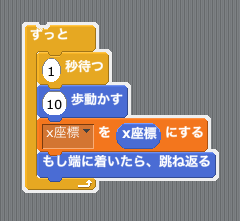 ずっと
1 秒待つ
10 歩動かす
x座標 を x座標 にする
もし端に着いたら、跳ね返る